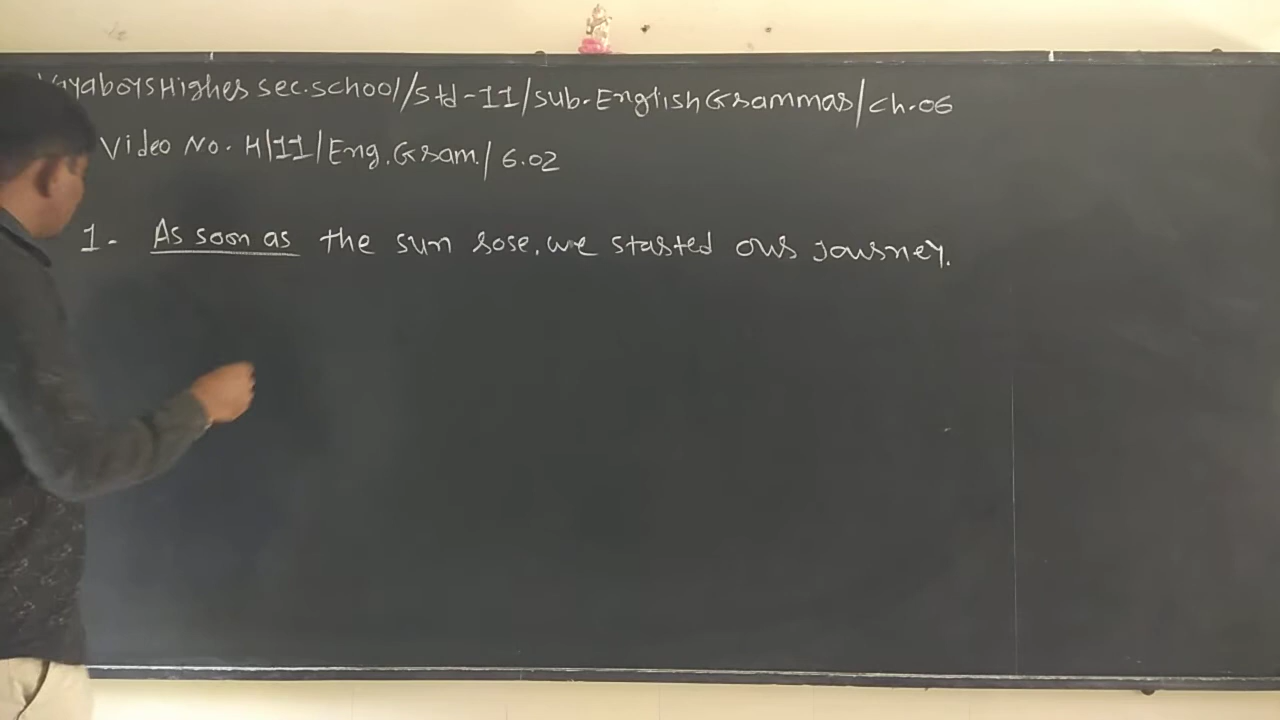 Higher sec.school/std-11/sub.English Grammar/ch.06
Video No. H/11/Eng.Gram./6.02
1. As soon as the sun rose, we started our journey.